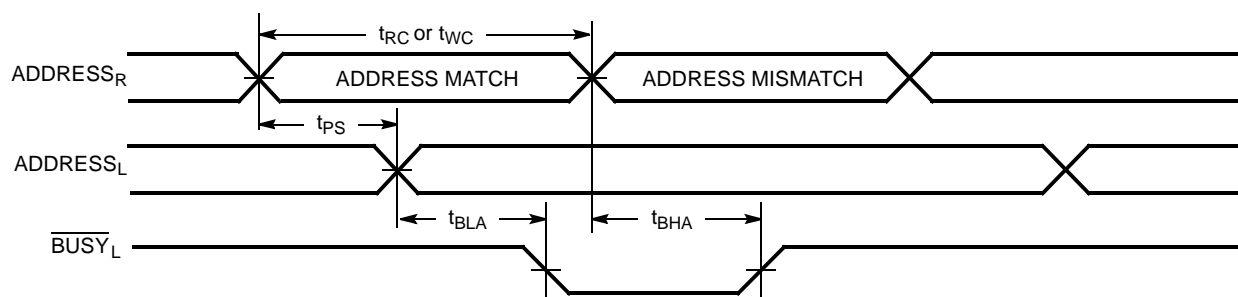 tRC or tWC
ADDRESSR
ADDRESS MATCH
ADDRESS MISMATCH
tPS
ADDRESSL
tBLA
tBHA
BUSYL